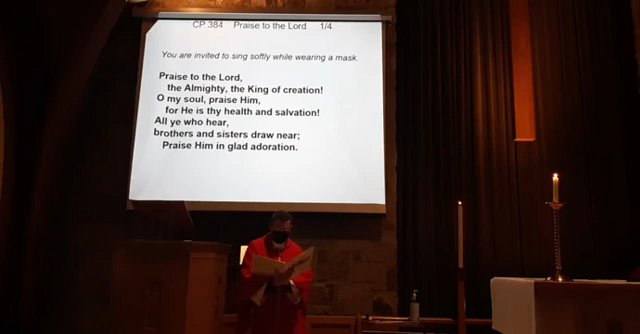 CP 384 Praise to the Lord 1/4
You are invited to sing softly while wearing a mask.
Praise to the Lord,
the Almighty, the King of creation!
O my soul, praise Him,
for He is thy health and salvation!
All ye who hear,
brothers and sisters draw near;
Praise Him in glad adoration.